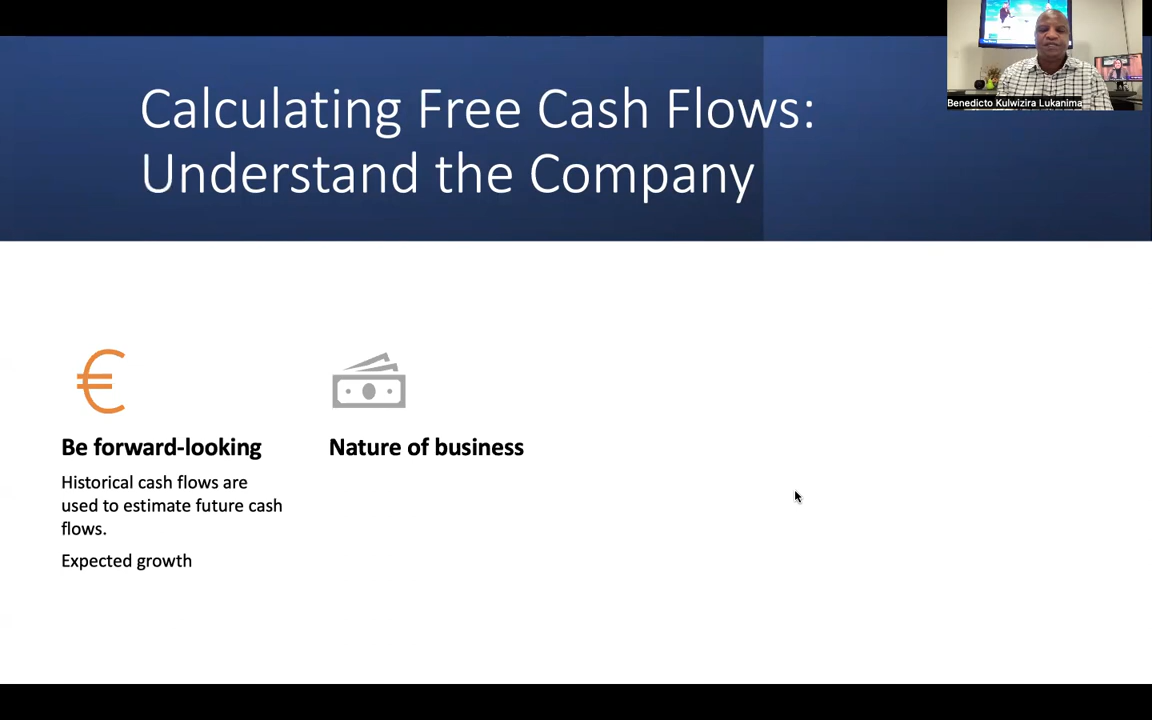 Benedicto Kulwizira Lukanima
Calculating Free Cash Flows:
Understand the Company
€
Be forward-looking
Historical cash flows are
used to estimate future cash
flows.
Expected growth
Nature of business